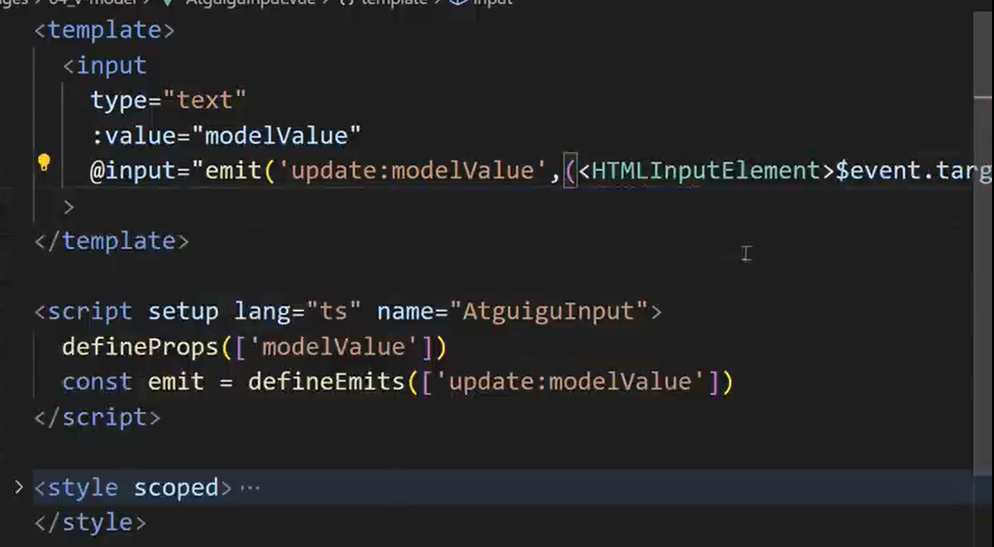 04_v-model > AtguiguInput.vue > {} template > input
<template>
<input
type="text"
:value="modelValue"
@input="emit('update:modelValue',(<HTMLInputElement>$event.targ
>
</template>
<script setup lang="ts" name="AtguiguInput">
defineProps(['modelValue'])
const emit = defineEmits(['update:modelValue'])
</script>
> <style scoped> ...
</style>